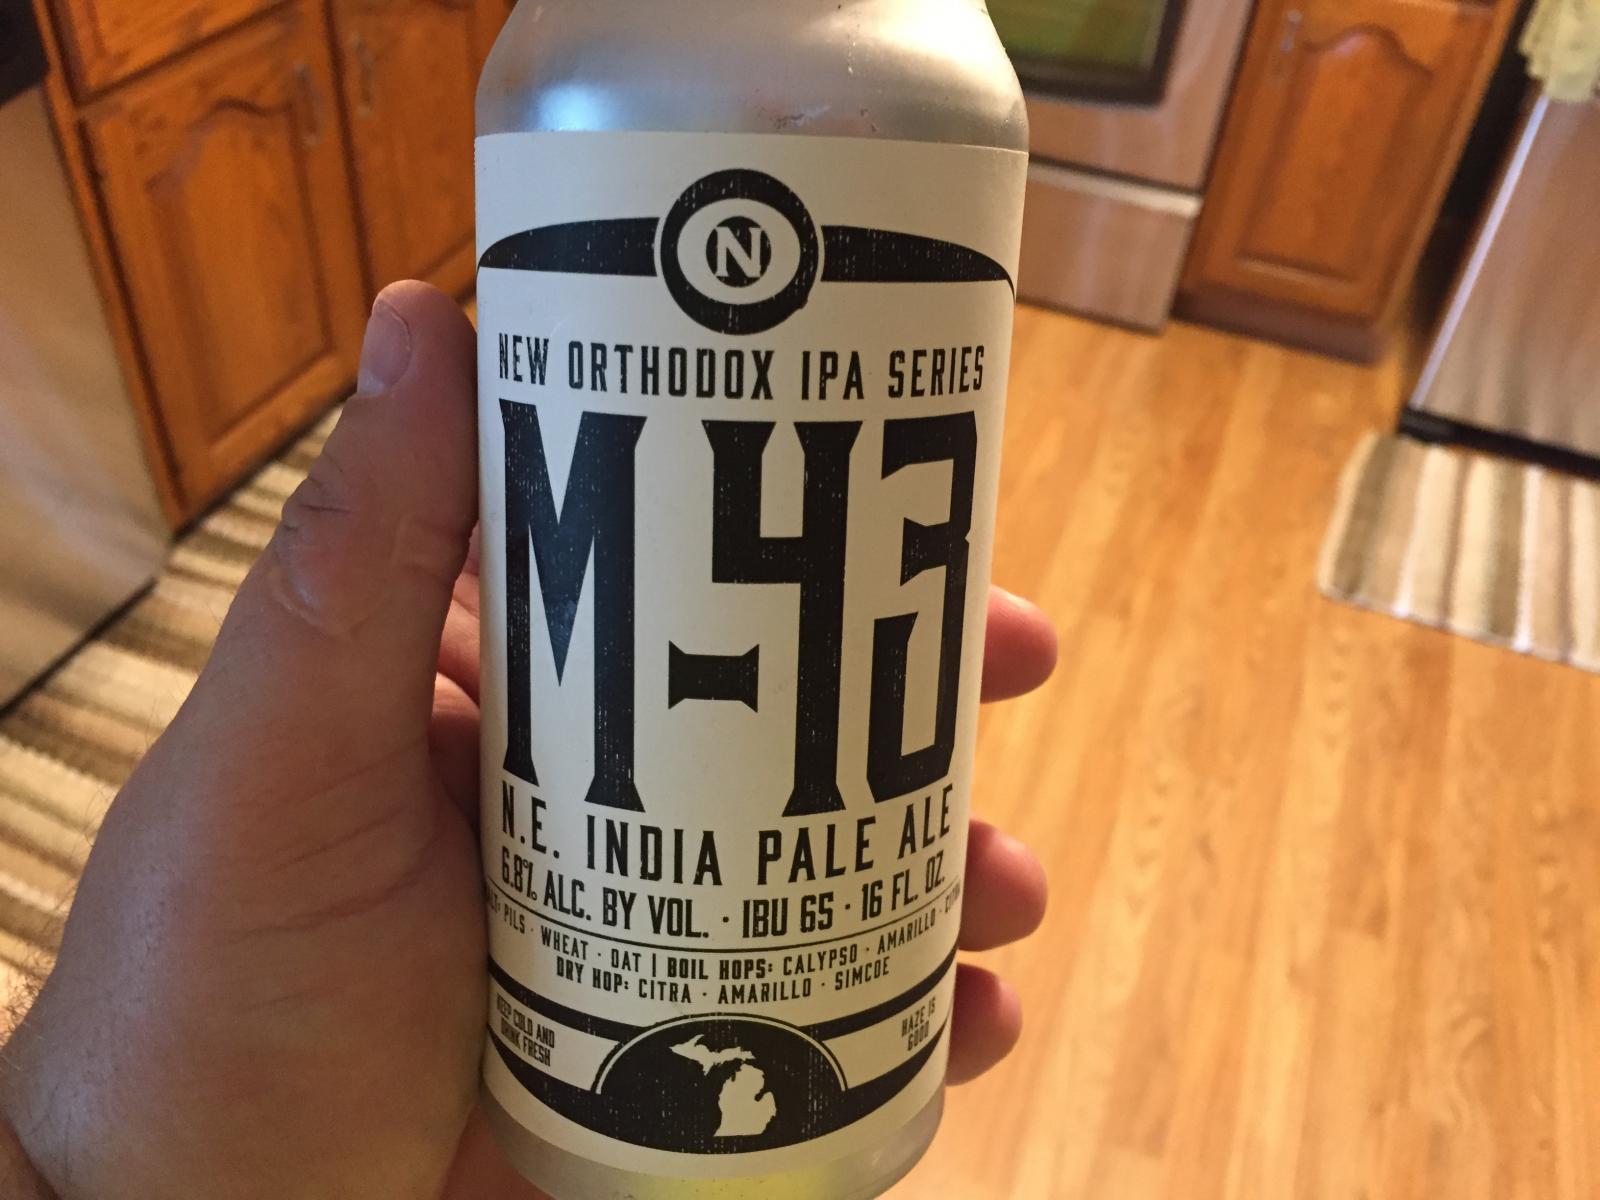 N
NEW ORTHODOX IPA SERIES
M-43
N.E. INDIA PALE ALE
6.8% ALC. BY VOL. · IBU 65 · 16 FL. OZ.
PILS · WHEAT · OAT | BOIL HOPS: CALYPSO · AMARILLO ·
DRY HOP: CITRA · AMARILLO · SIMCOE
KEEP COLD AND
DRINK FRESH
HAZE IS
GOOD